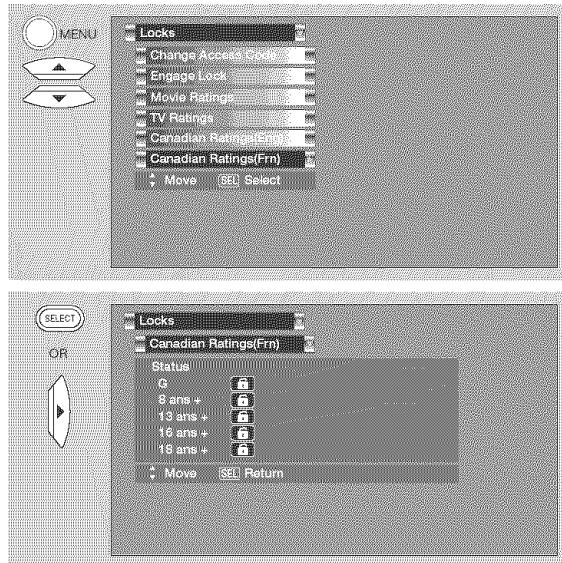 MENU
Locks
Change Access Code
Engage Lock
Movie Ratings
TV Ratings
Canadian Ratings(Eng)
Canadian Ratings(Frn)
Move SEL Select
SELECT
OR
Locks
Canadian Ratings(Frn)
Status
G
8 ans +
13 ans +
16 ans +
18 ans +
Move SEL Return